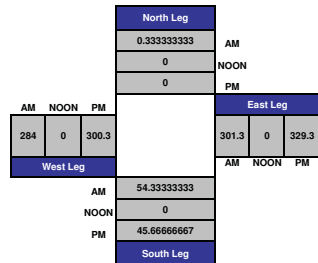 North Leg
0.333333333 AM
0 NOON
0 PM
AM NOON PM
East Leg
284 0 300.3
301.3 0 329.3
West Leg
AM NOON PM
AM 54.33333333
NOON 0
PM 45.66666667
South Leg